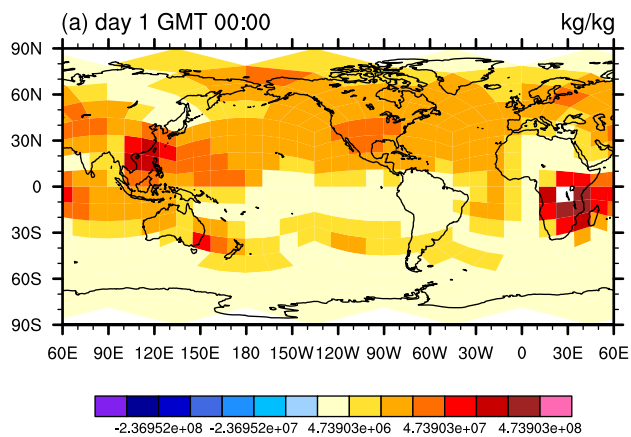 (a) day 1 GMT 00:00 kg/kg
90N
60N
30N
0
30S
60S
90S
60E 90E 120E 150E 180 150W 120W 90W 60W 30W 0 30E 60E
-2.36952e+08 -2.36952e+07 4.73903e+06 4.73903e+07 4.73903e+08